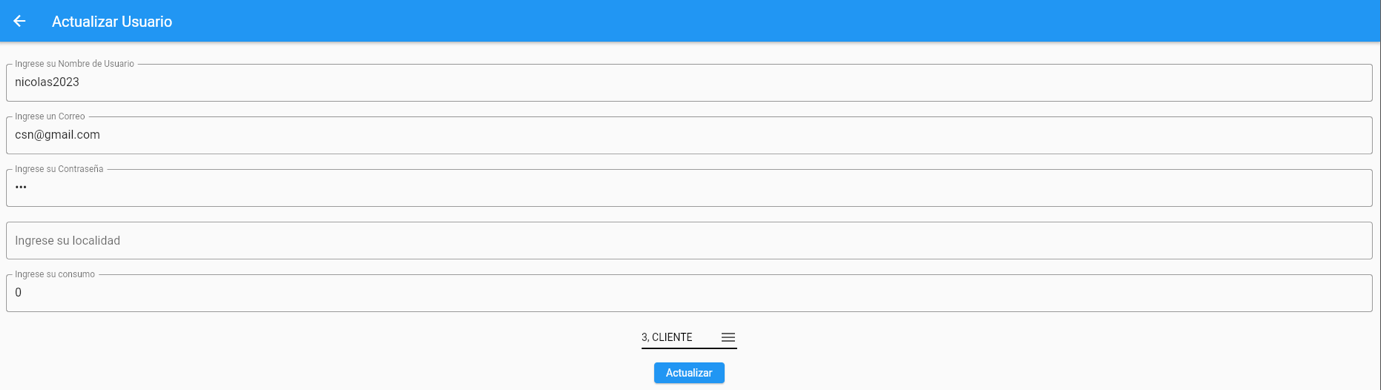 Actualizar Usuario
Ingrese su Nombre de Usuario
nicolas2023
Ingrese un Correo
csn@gmail.com
Ingrese su Contraseña
•••
Ingrese su localidad
Ingrese su consumo
0
3, CLIENTE
Actualizar